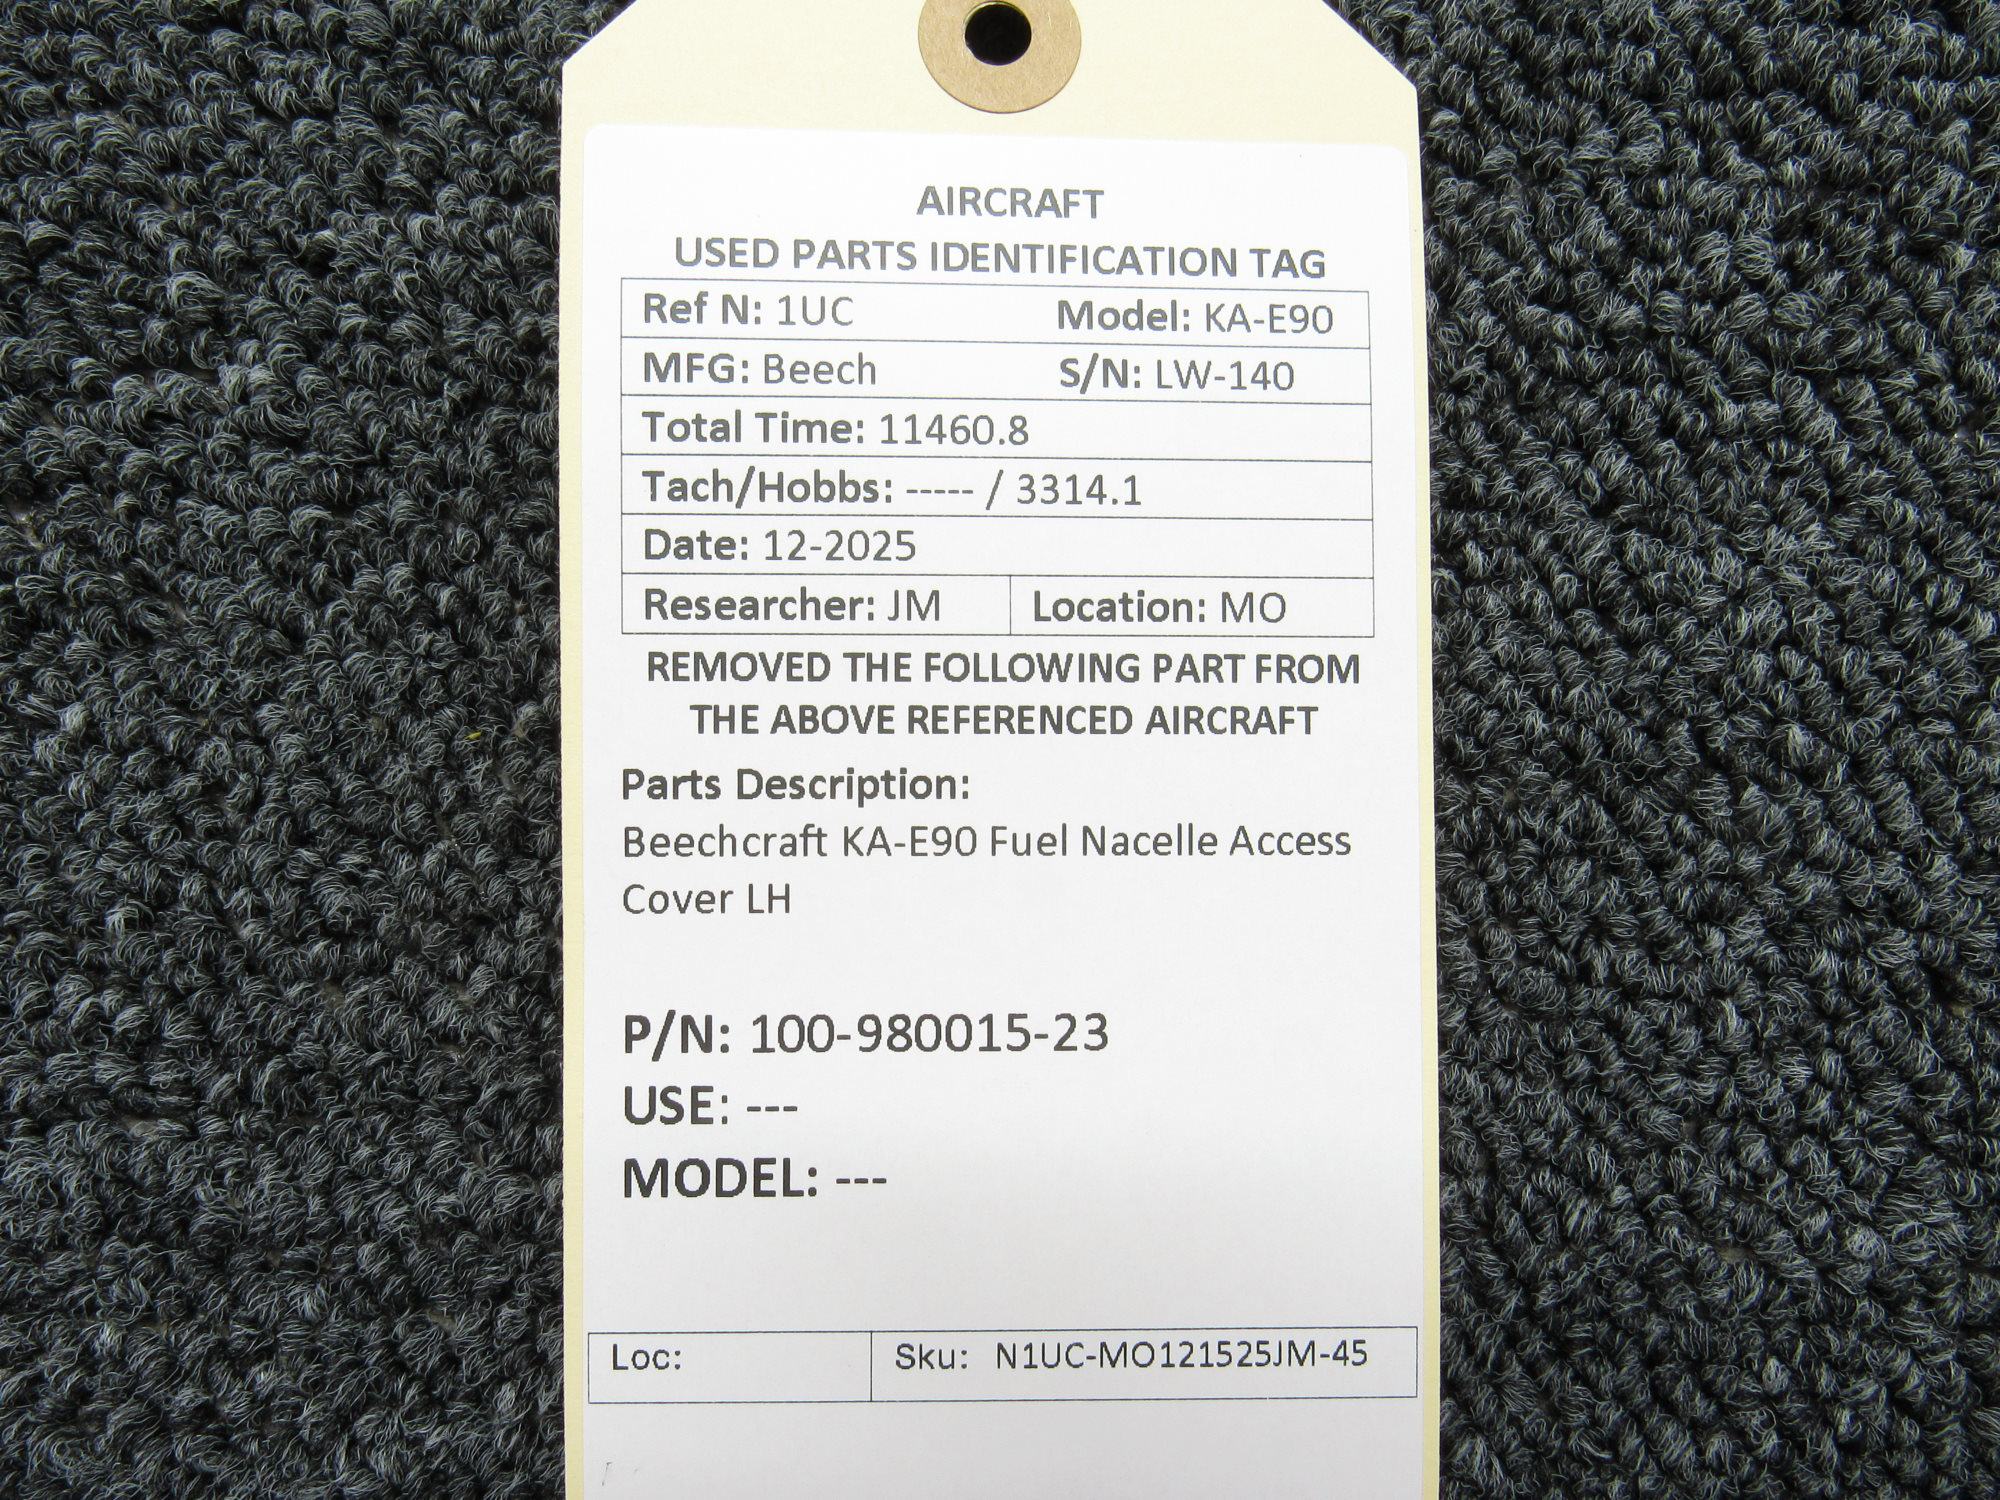 AIRCRAFT
USED PARTS IDENTIFICATION TAG
Ref N: 1UC Model: KA-E90
MFG: Beech S/N: LW-140
Total Time: 11460.8
Tach/Hobbs: ----- / 3314.1
Date: 12-2025
Researcher: JM Location: MO
REMOVED THE FOLLOWING PART FROM
THE ABOVE REFERENCED AIRCRAFT
Parts Description:
Beechcraft KA-E90 Fuel Nacelle Access
Cover LH
P/N: 100-980015-23
USE: ---
MODEL: ---
Loc: Sku: N1UC-MO121525JM-45